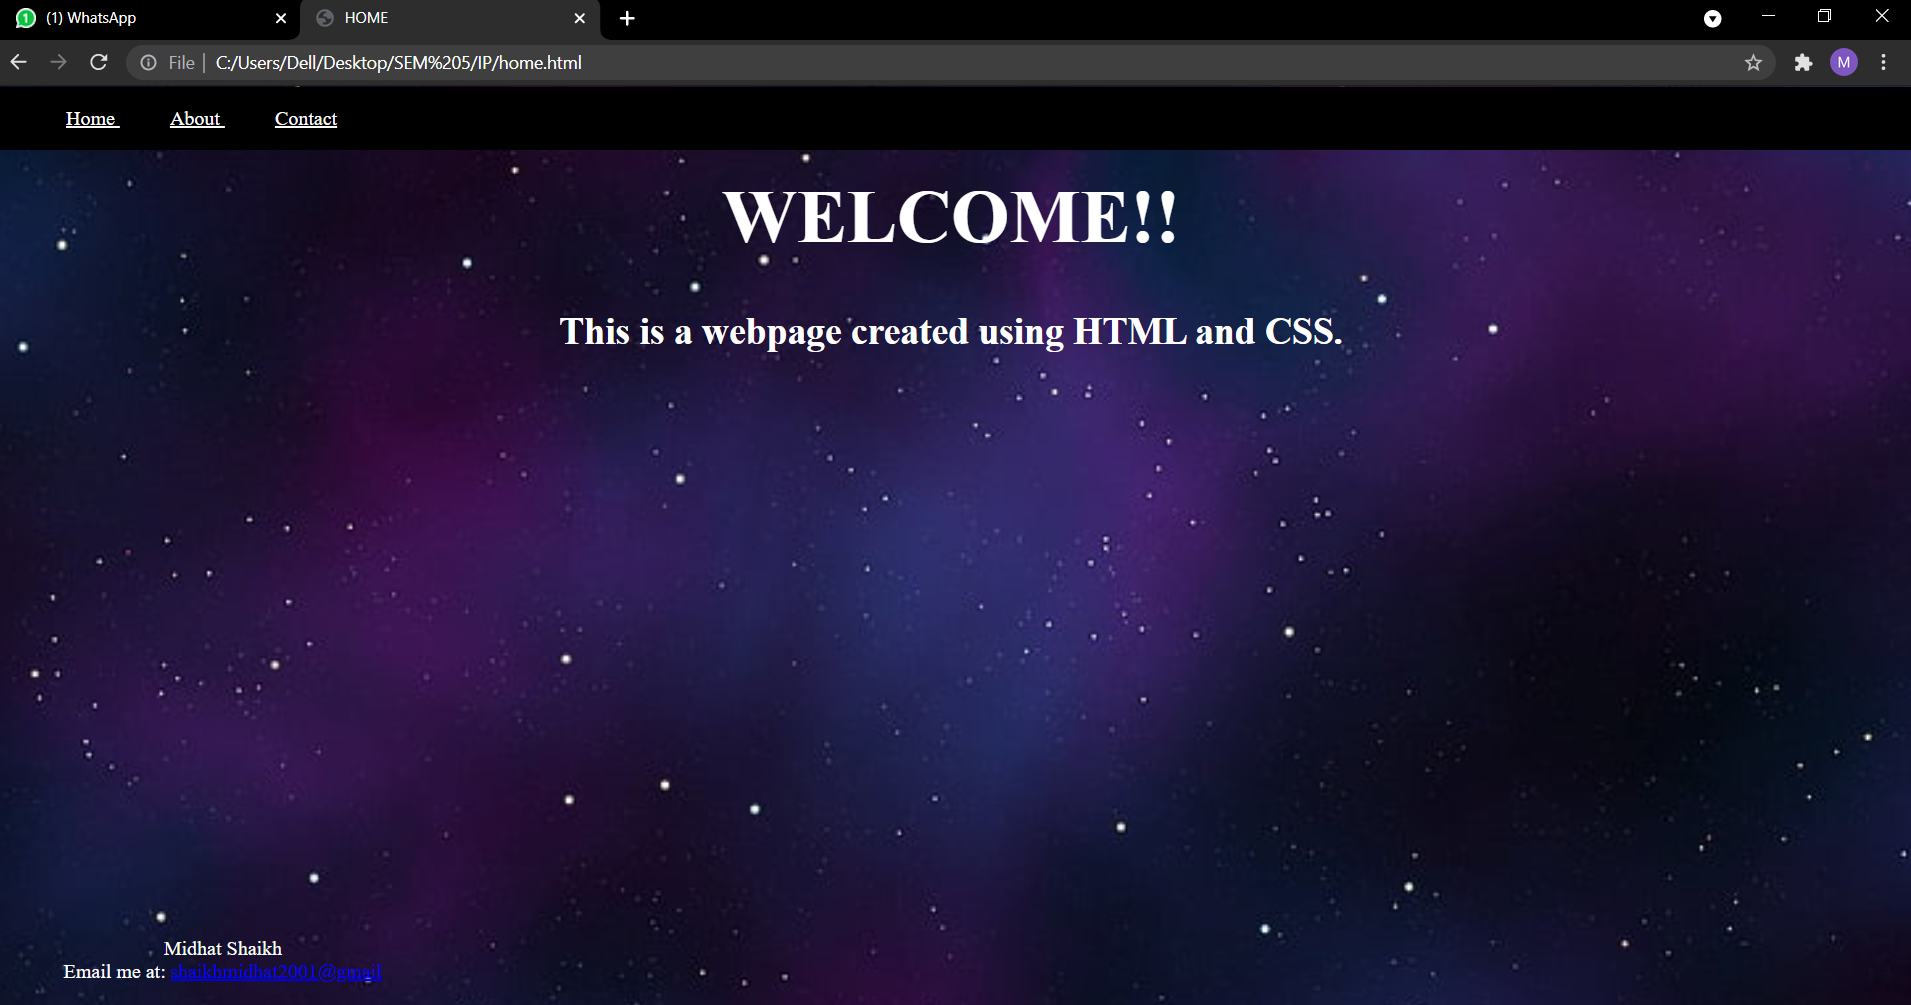 (1) WhatsApp
HOME
File | C:/Users/Dell/Desktop/SEM%205/IP/home.html
M
Home About Contact
WELCOME!!
This is a webpage created using HTML and CSS.
Midhat Shaikh
Email me at: shaikhmidhat2001@gmail